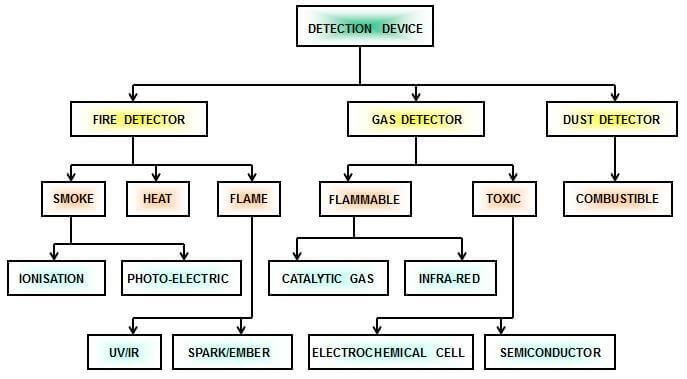 DETECTION DEVICE
FIRE DETECTOR
GAS DETECTOR
DUST DETECTOR
SMOKE
HEAT
FLAME
FLAMMABLE
TOXIC
COMBUSTIBLE
IONISATION
PHOTO-ELECTRIC
CATALYTIC GAS
INFRA-RED
UV/IR
SPARK/EMBER
ELECTROCHEMICAL CELL
SEMICONDUCTOR